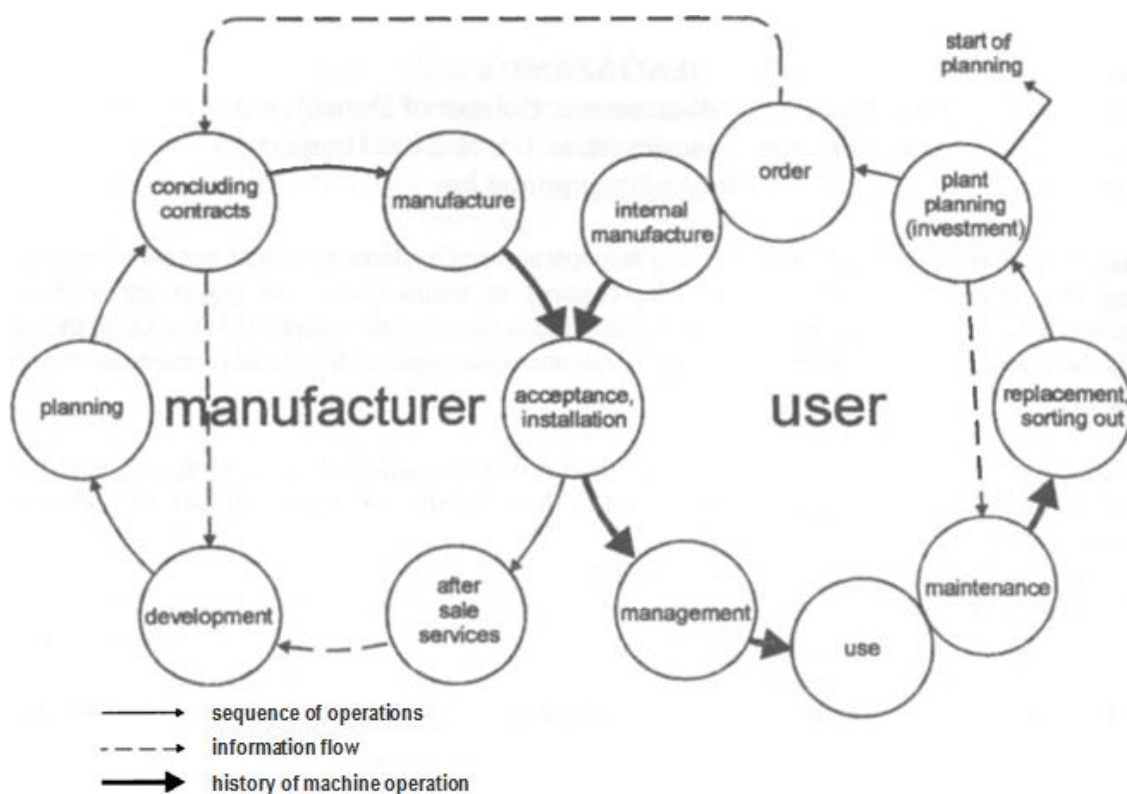 start of
planning
concluding
contracts
manufacture
internal
manufacture
order
plant
planning
(investment)
planning
manufacturer
acceptance,
installation
user
replacement,
sorting out
development
after
sale
services
management
use
maintenance
sequence of operations
information flow
history of machine operation